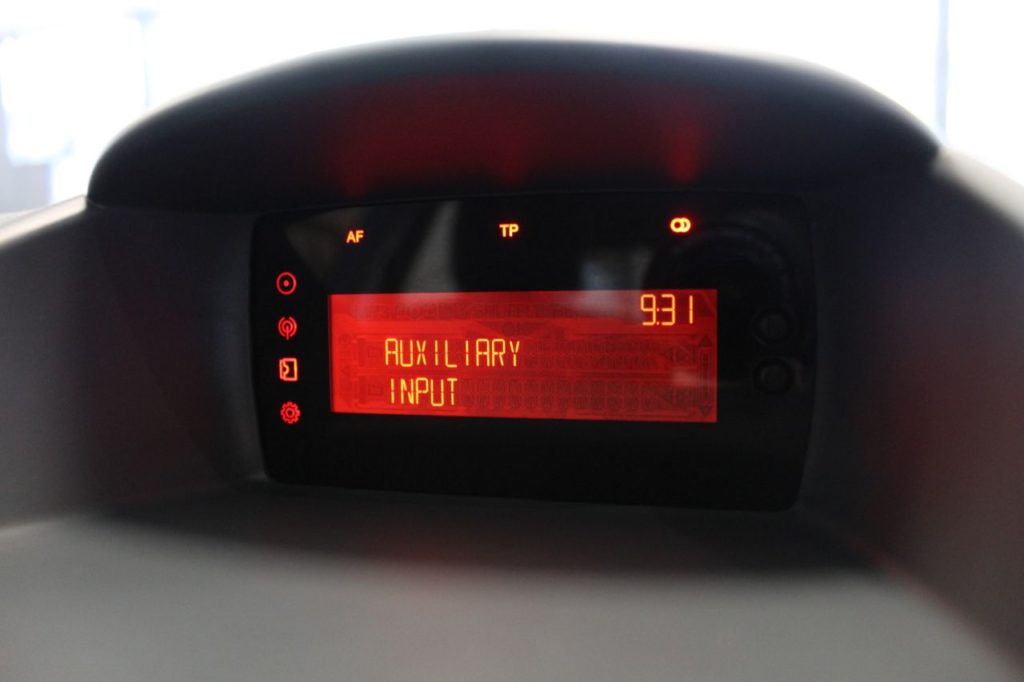 AF TP
9:31
AUXILIARY
INPUT